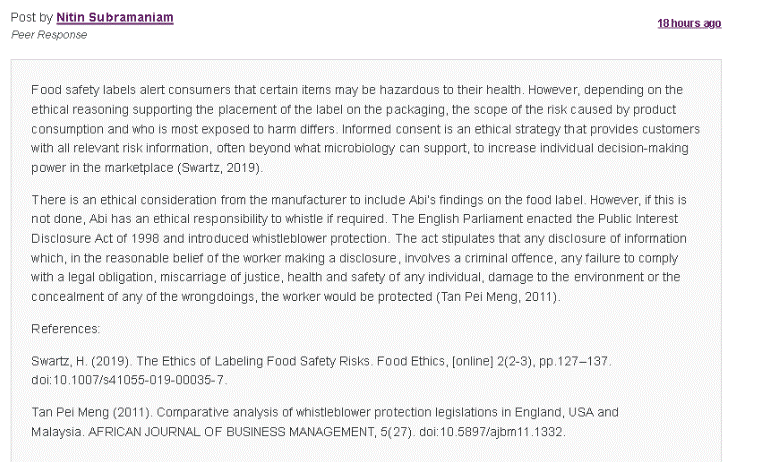 Post by Nitin Subramaniam
18 hours ago
Peer Response
Food safety labels alert consumers that certain items may be hazardous to their health. However, depending on the
ethical reasoning supporting the placement of the label on the packaging, the scope of the risk caused by product
consumption and who is most exposed to harm differs. Informed consent is an ethical strategy that provides customers
with all relevant risk information, often beyond what microbiology can support, to increase individual decision-making
power in the marketplace (Swartz, 2019).
There is an ethical consideration from the manufacturer to include Abi's findings on the food label. However, if this is
not done, Abi has an ethical responsibility to whistle if required. The English Parliament enacted the Public Interest
Disclosure Act of 1998 and introduced whistleblower protection. The act stipulates that any disclosure of information
which, in the reasonable belief of the worker making a disclosure, involves a criminal offence, any failure to comply
with a legal obligation, miscarriage of justice, health and safety of any individual, damage to the environment or the
concealment of any of the wrongdoings, the worker would be protected (Tan Pei Meng, 2011).
References:
Swartz, H. (2019). The Ethics of Labeling Food Safety Risks. Food Ethics, [online] 2(2-3), pp.127–137.
doi:10.1007/s41055-019-00035-7.
Tan Pei Meng (2011). Comparative analysis of whistleblower protection legislations in England, USA and
Malaysia. AFRICAN JOURNAL OF BUSINESS MANAGEMENT, 5(27). doi:10.5897/ajbm11.1332.